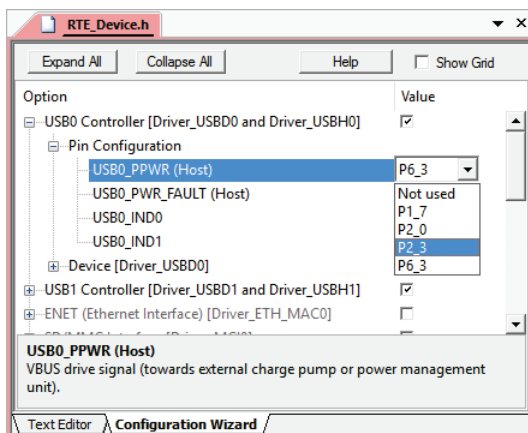 RTE_Device.h
Expand All Collapse All Help Show Grid
Option Value
USB0 Controller [Driver_USBD0 and Driver_USBH0]
Pin Configuration
USB0_PPWR (Host) P6_3
USB0_PWR_FAULT (Host) Not used
P1_7
USB0_IND0 P2_0
USB0_IND1 P2_3
Device [Driver_USBD0] P6_3
USB1 Controller [Driver_USBD1 and Driver_USBH1]
ENET (Ethernet Interface) [Driver_ETH_MAC0]
USB0_PPWR (Host)
VBUS drive signal (towards external charge pump or power management
unit).
Text Editor Configuration Wizard